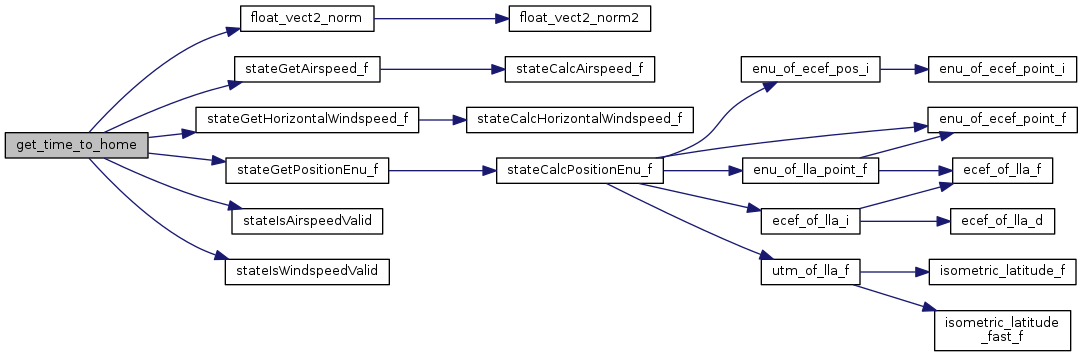 get_time_to_home
float_vect2_norm
float_vect2_norm2
stateGetAirspeed_f
stateCalcAirspeed_f
stateGetHorizontalWindspeed_f
stateCalcHorizontalWindspeed_f
stateGetPositionEnu_f
stateCalcPositionEnu_f
enu_of_ecef_pos_i
enu_of_ecef_point_i
enu_of_ecef_point_f
enu_of_lla_point_f
ecef_of_lla_f
ecef_of_lla_i
ecef_of_lla_d
utm_of_lla_f
isometric_latitude_f
isometric_latitude
_fast_f
stateIsAirspeedValid
stateIsWindspeedValid